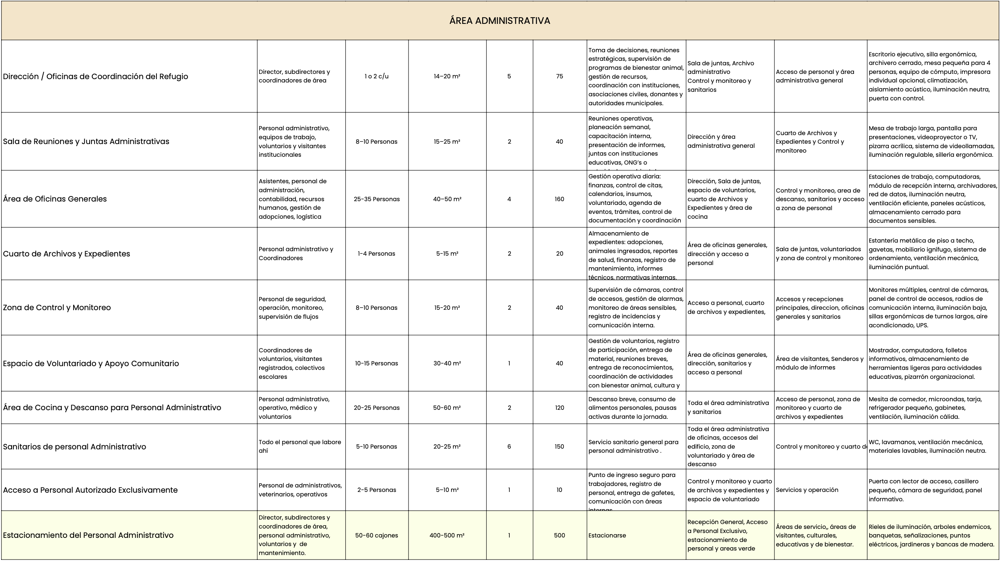 ÁREA ADMINISTRATIVA
Dirección / Oficinas de Coordinación del Refugio
Director, subdirectores y
coordinadores de área
1 o 2 c/u
14–20 m²
5
75
Toma de decisiones, reuniones
estratégicas, supervisión de
programas de bienestar animal,
gestión de recursos,
coordinación con instituciones,
asociaciones civiles, donantes y
autoridades municipales.
Sala de juntas, Archivo
administrativo
Control y monitoreo y
sanitarios
Acceso de personal y área
administrativa general
Escritorio ejecutivo, silla ergonómica,
archivero cerrado, mesa pequeña para 4
personas, equipo de cómputo, impresora
individual opcional, climatización,
aislamiento acústico, iluminación neutra,
puerta con control.
Sala de Reuniones y Juntas Administrativas
Personal administrativo,
equipos de trabajo,
voluntarios y visitantes
institucionales
8–10 Personas
15–25 m²
2
40
Reuniones operativas,
planeación semanal,
capacitación interna,
presentación de informes,
juntas con instituciones
educativas, ONG’s o
Dirección y área
administrativa general
Cuarto de Archivos y
Expedientes y Control y
monitoreo
Mesa de trabajo larga, pantalla para
presentaciones, videoproyector o TV,
pizarra acrílica, sistema de videollamadas,
iluminación regulable, sillería ergonómica.
Área de Oficinas Generales
Asistentes, personal de
administración,
contabilidad, recursos
humanos, gestión de
adopciones, logística
25-35 Personas
40–50 m²
4
160
Gestión operativa diaria:
finanzas, control de citas,
calendarios, insumos,
voluntariado, agenda de
eventos, trámites, control de
documentación y coordinación
Dirección, Sala de juntas,
espacio de voluntarios,
cuarto de Archivos y
Expedientes y área de
cocina
Control y monitoreo, area de
descanso, sanitarios y acceso
a zona de personal
Estaciones de trabajo, computadoras,
módulo de recepción interna, archivadores,
red de datos, iluminación neutra,
ventilación eficiente, paneles acústicos,
almacenamiento cerrado para
documentos sensibles.
Cuarto de Archivos y Expedientes
Personal administrativo y
Coordinadores
1-4 Personas
5-15 m²
2
20
Almacenamiento de
expedientes: adopciones,
animales ingresados, reportes
de salud, finanzas, registro de
mantenimiento, informes
técnicos, normativas internas.
Área de oficinas generales,
dirección y acceso a
personal
Sala de juntas, voluntariados
y zona de control y monitoreo
Estantería metálica de piso a techo,
gavetas, mobiliario ignífugo, sistema de
ordenamiento, ventilación mecánica,
iluminación puntual.
Zona de Control y Monitoreo
Personal de seguridad,
operación, monitoreo,
supervisión de flujos
8–10 Personas
15-20 m²
2
40
Supervisión de cámaras, control
de accesos, gestión de alarmas,
monitoreo de áreas sensibles,
registro de incidencias y
comunicación interna.
Acceso a personal, cuarto
de archivos y expedientes,
Accesos y recepciones
principales, direccion, oficinas
generales y sanitarios
Monitores múltiples, central de cámaras,
panel de control de accesos, radios de
comunicación interna, iluminación baja,
sillas ergonómicas de turnos largos, aire
acondicionado, UPS.
Espacio de Voluntariado y Apoyo Comunitario
Coordinadores de
voluntarios, visitantes
registrados, colectivos
escolares
10-15 Personas
30-40 m²
1
40
Gestión de voluntarios, registro
de participación, entrega de
material, reuniones breves,
entrega de reconocimientos,
coordinación de actividades
con bienestar animal, cultura y
Área de oficinas generales,
dirección, sanitarios y
acceso a personal
Área de visitantes, Senderos y
módulo de informes
Mostrador, computadora, folletos
informativos, almacenamiento de
herramientas ligeras para actividades
educativas, pizarrón organizacional.
Área de Cocina y Descanso para Personal Administrativo
Personal administrativo,
operativo, médico y
voluntarios
20-25 Personas
50-60 m²
2
120
Descanso breve, consumo de
alimentos personales, pausas
activas durante la jornada.
Toda el área administrativa
y sanitarios
Acceso de personal, zona de
monitoreo y cuarto de
archivos y expedientes
Mesita de comedor, microondas, tarja,
refrigerador pequeño, gabinetes,
ventilación, iluminación cálida.
Sanitarios de personal Administrativo
Todo el personal que labore
ahí
5-10 Personas
20-25 m²
6
150
Servicio sanitario general para
personal administrativo .
Toda el área administrativa
de oficinas, accesos del
edificio, zona de
voluntariado y área de
descanso
Control y monitoreo y cuarto
WC, lavamanos, ventilación mecánica,
materiales lavables, iluminación neutra.
Acceso a Personal Autorizado Exclusivamente
Personal de administrativos,
veterinarios, operativos
2-5 Personas
5–10 m²
1
10
Punto de ingreso seguro para
trabajadores, registro de
personal, entrega de gafetes,
comunicación con áreas
Control y monitoreo y cuarto
de archivos y expedientes y
espacio de voluntariado
Servicios y operación
Puerta con lector de acceso, casillero
pequeño, cámara de seguridad, panel
informativo.
Estacionamiento del Personal Administrativo
Director, subdirectores y
coordinadores de área,
personal administrativo,
voluntarios y  de
mantenimiento.
50-60 cajones
400-500 m²
1
500
Estacionarse
Recepción General, Acceso
a Personal Exclusivo,
estacionamiento de
personal y areas verde
Áreas de servicio,, áreas de
visitantes, culturales,
educativas y de bienestar.
Rieles de iluminación, arboles endemicos,
banquetas, señalizaciones, puntos
eléctricos, jardineras y bancas de madera.